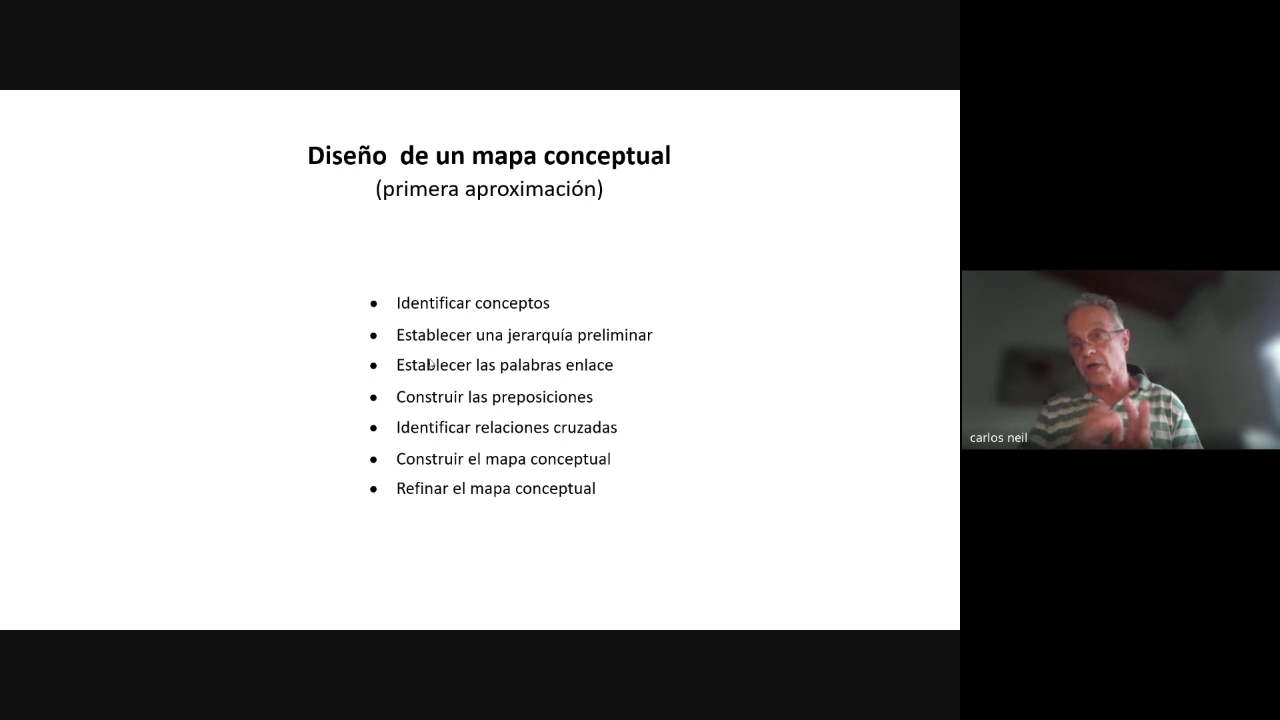 Diseño de un mapa conceptual
(primera aproximación)
● Identificar conceptos
● Establecer una jerarquía preliminar
● Establecer las palabras enlace
● Construir las preposiciones
● Identificar relaciones cruzadas
● Construir el mapa conceptual
● Refinar el mapa conceptual
carlos neil